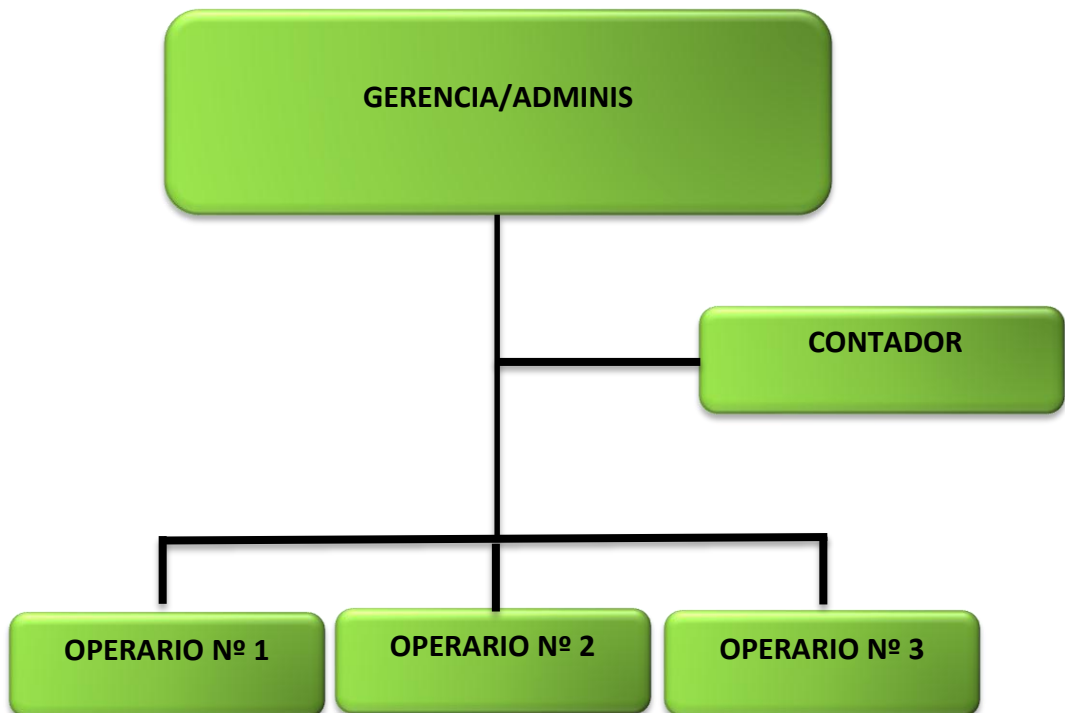 GERENCIA/ADMINIS
CONTADOR
OPERARIO Nº 1
OPERARIO Nº 2
OPERARIO Nº 3